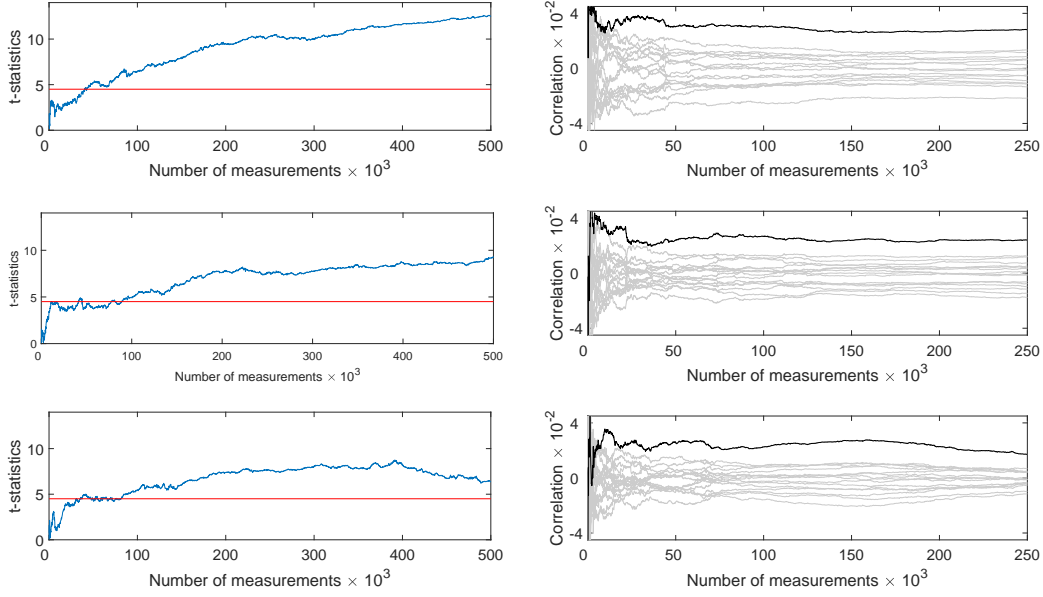 t-statistics
10
5
0
0 100 200 300 400 500
Number of measurements × 10^3
Correlation × 10^-2
4
0
-4
0 50 100 150 200 250
Number of measurements × 10^3
t-statistics
10
5
0
0 100 200 300 400 500
Number of measurements × 10^3
Correlation × 10^-2
4
0
-4
0 50 100 150 200 250
Number of measurements × 10^3
t-statistics
10
5
0
0 100 200 300 400 500
Number of measurements × 10^3
Correlation × 10^-2
4
0
-4
0 50 100 150 200 250
Number of measurements × 10^3